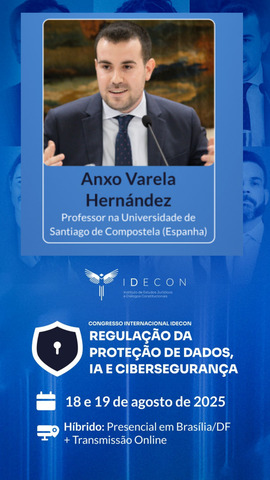 Anxo Varela
Hernández
Professor na Universidade de
Santiago de Compostela (Espanha)
IDECON
CONGRESSO INTERNACIONAL IDECON
REGULAÇÃO DA
PROTEÇÃO DE DADOS,
IA E CIBERSEGURANÇA
18 e 19 de agosto de 2025
Híbrido: Presencial em Brasília/DF
+ Transmissão Online